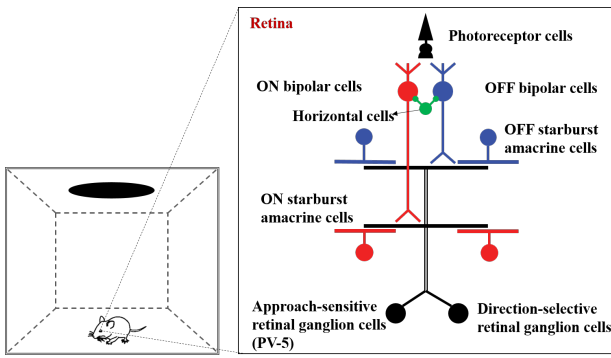 Retina
Photoreceptor cells
ON bipolar cells
OFF bipolar cells
Horizontal cells
OFF starburst
amacrine cells
ON starburst
amacrine cells
Approach-sensitive
retinal ganglion cells
(PV-5)
Direction-selective
retinal ganglion cells